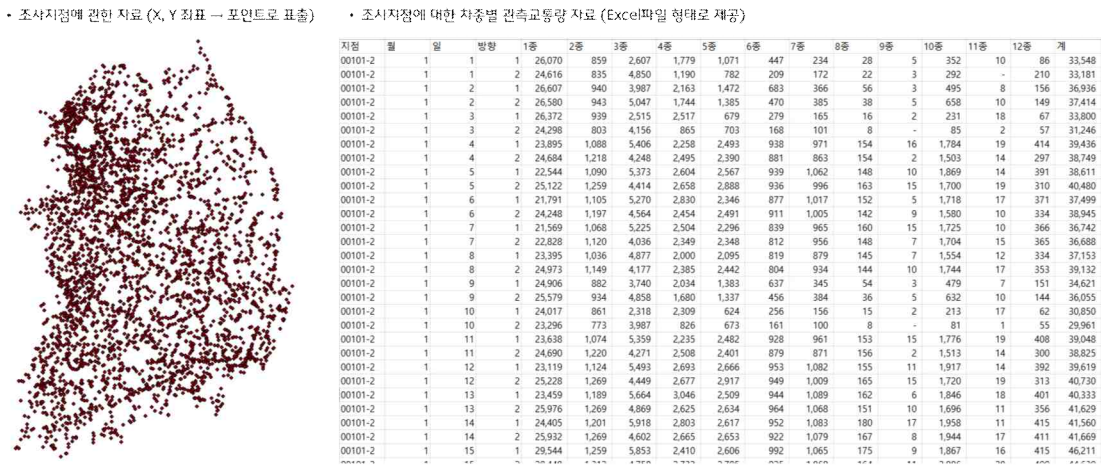 • 조사지점에 관한 자료 (X, Y 좌표 → 포인트로 표출)
• 조사지점에 대한 차종별 관측교통량 자료 (Excel파일 형태로 제공)
지점 월 일 방향 1종 2종 3종 4종 5종 6종 7종 8종 9종 10종 11종 12종 계
00101-2 1 1 1 26,070 859 2,607 1,779 1,071 447 234 28 5 352 10 86 33,548
00101-2 1 1 2 24,616 835 4,850 1,190 782 209 172 22 3 292 - 210 33,181
00101-2 1 2 1 26,607 940 3,987 2,163 1,472 683 366 56 3 495 8 156 36,936
00101-2 1 2 2 26,580 943 5,047 1,744 1,385 470 385 38 5 658 10 149 37,414
00101-2 1 3 1 26,372 939 2,515 2,517 679 279 165 16 2 231 18 67 33,800
00101-2 1 3 2 24,298 803 4,156 865 703 168 101 8 - 85 2 57 31,246
00101-2 1 4 1 23,895 1,088 5,406 2,258 2,493 938 971 154 16 1,784 19 414 39,436
00101-2 1 4 2 24,684 1,218 4,248 2,495 2,390 881 863 154 2 1,503 14 297 38,749
00101-2 1 5 1 22,544 1,090 5,373 2,604 2,567 939 1,062 148 10 1,869 14 391 38,611
00101-2 1 5 2 25,122 1,259 4,414 2,658 2,888 936 996 163 15 1,700 19 310 40,480
00101-2 1 6 1 21,791 1,105 5,270 2,830 2,346 877 1,017 152 5 1,718 17 371 37,499
00101-2 1 6 2 24,248 1,197 4,564 2,454 2,491 911 1,005 142 9 1,580 10 334 38,945
00101-2 1 7 1 21,569 1,068 5,225 2,504 2,296 839 965 160 15 1,725 10 366 36,742
00101-2 1 7 2 22,828 1,120 4,036 2,349 2,348 812 956 148 7 1,704 15 365 36,688
00101-2 1 8 1 23,395 1,036 4,877 2,000 2,095 819 879 145 7 1,554 12 334 37,153
00101-2 1 8 2 24,973 1,149 4,177 2,385 2,442 804 934 144 10 1,744 17 353 39,132
00101-2 1 9 1 24,906 882 3,740 2,034 1,383 637 345 54 3 479 7 151 34,621
00101-2 1 9 2 25,579 934 4,858 1,680 1,337 456 384 36 5 632 10 144 36,055
00101-2 1 10 1 24,017 861 2,318 2,309 624 256 156 15 2 213 17 62 30,850
00101-2 1 10 2 23,296 773 3,987 826 673 161 100 8 - 81 1 55 29,961
00101-2 1 11 1 23,638 1,074 5,359 2,235 2,482 928 961 153 15 1,776 19 408 39,048
00101-2 1 11 2 24,690 1,220 4,271 2,508 2,401 879 871 156 2 1,513 14 300 38,825
00101-2 1 12 1 23,119 1,124 5,493 2,693 2,666 953 1,082 155 11 1,917 14 392 39,619
00101-2 1 12 2 25,228 1,269 4,449 2,677 2,917 949 1,009 165 15 1,720 19 313 40,730
00101-2 1 13 1 23,459 1,189 5,664 3,046 2,509 944 1,089 162 6 1,846 18 401 40,333
00101-2 1 13 2 25,976 1,269 4,869 2,625 2,634 964 1,068 151 10 1,696 11 356 41,629
00101-2 1 14 1 24,405 1,201 5,918 2,803 2,617 952 1,083 180 17 1,958 11 415 41,560
00101-2 1 14 2 25,932 1,269 4,602 2,665 2,653 922 1,079 167 8 1,944 17 411 41,669
00101-2 1 15 1 29,544 1,259 5,853 2,410 2,606 992 1,065 175 9 1,867 16 415 46,211